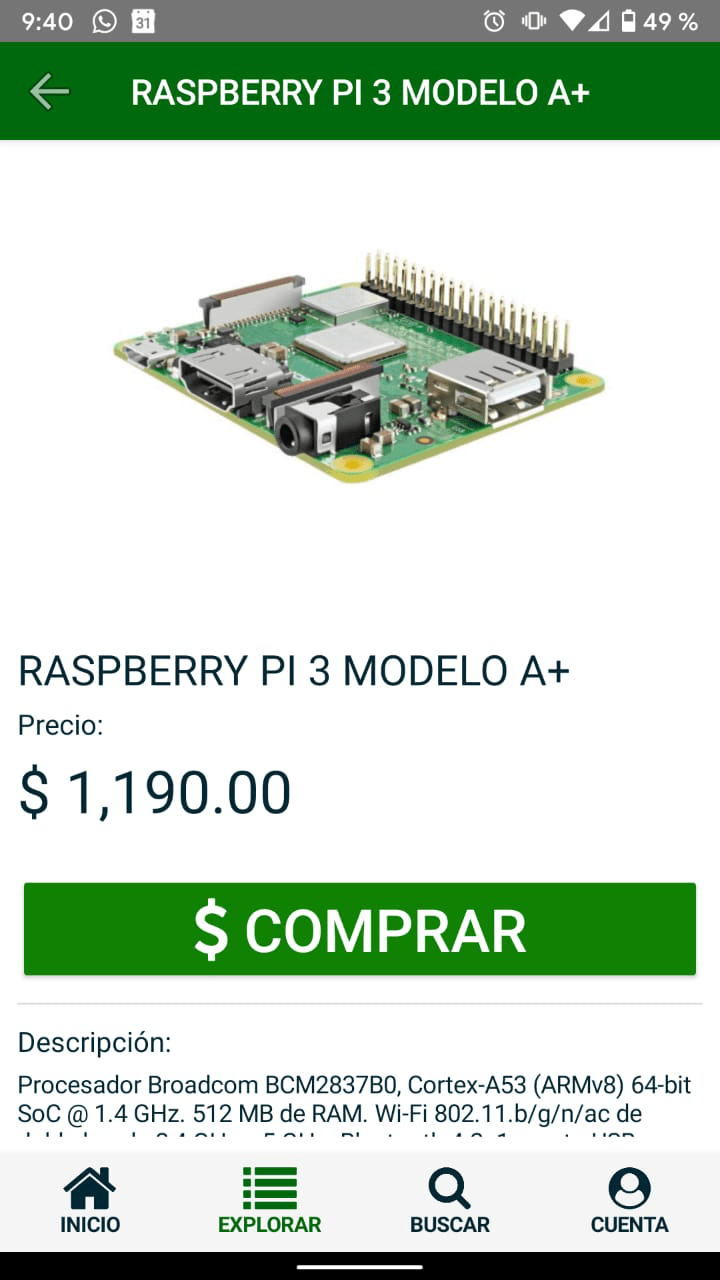 9:40 31 49 %
RASPBERRY PI 3 MODELO A+
RASPBERRY PI 3 MODELO A+
Precio:
$ 1,190.00
$ COMPRAR
Descripción:
Procesador Broadcom BCM2837B0, Cortex-A53 (ARMv8) 64-bit
SoC @ 1.4 GHz. 512 MB de RAM. Wi-Fi 802.11.b/g/n/ac de
INICIO EXPLORAR BUSCAR CUENTA